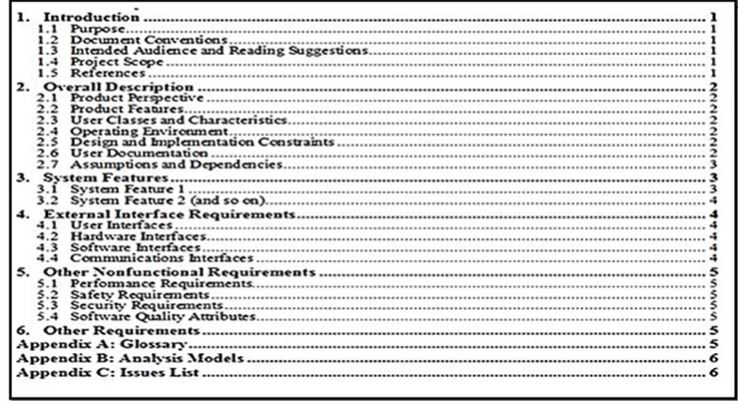 1. Introduction 1
1.1 Purpose 1
1.2 Document Conventions 1
1.3 Intended Audience and Reading Suggestions 1
1.4 Project Scope 1
1.5 References 1
2. Overall Description 2
2.1 Product Perspective 2
2.2 Product Features 2
2.3 User Classes and Characteristics 2
2.4 Operating Environment 2
2.5 Design and Implementation Constraints 2
2.6 User Documentation 2
2.7 Assumptions and Dependencies 3
3. System Features 3
3.1 System Feature 1 3
3.2 System Feature 2 (and so on) 4
4. External Interface Requirements 4
4.1 User Interfaces 4
4.2 Hardware Interfaces 4
4.3 Software Interfaces 4
4.4 Communications Interfaces 4
5. Other Nonfunctional Requirements 5
5.1 Performance Requirements 5
5.2 Safety Requirements 5
5.3 Security Requirements 5
5.4 Software Quality Attributes 5
6. Other Requirements 5
Appendix A: Glossary 5
Appendix B: Analysis Models 6
Appendix C: Issues List 6